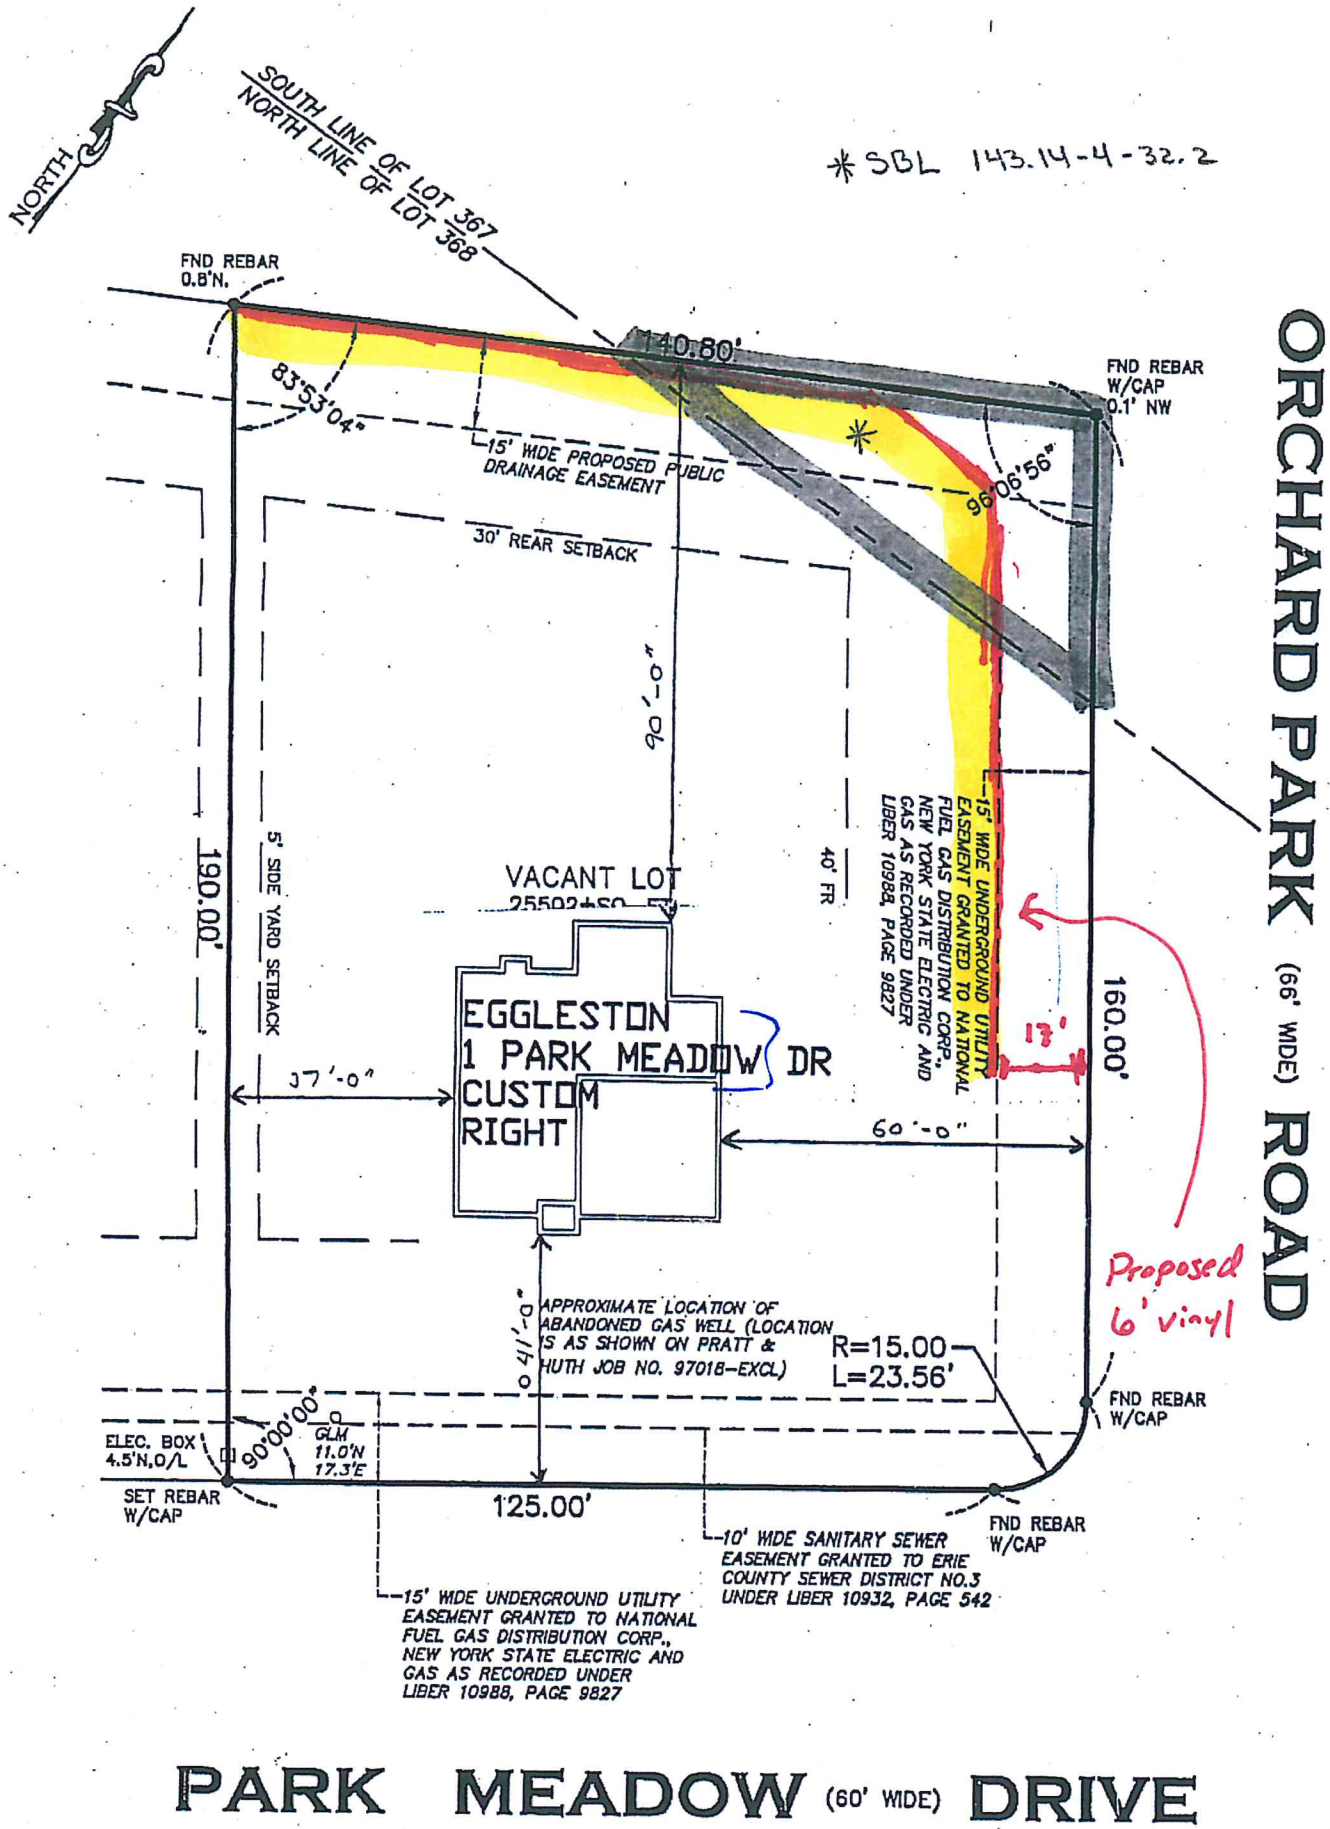 NORTH
SOUTH LINE OF LOT 367
NORTH LINE OF LOT 368
* SBL 143.14-4-32.2
FND REBAR
0.8'N.
140.80'
FND REBAR
W/CAP
0.1' NW
83°53'04"
*
96°06'56"
15' WIDE PROPOSED PUBLIC
DRAINAGE EASEMENT
30' REAR SETBACK
90'-0"
ORCHARD PARK (66' WIDE) ROAD
15' WIDE UNDERGROUND UTILITY
EASEMENT GRANTED TO NATIONAL
FUEL GAS DISTRIBUTION CORP.,
NEW YORK STATE ELECTRIC AND
GAS AS RECORDED UNDER
LIBER 10988, PAGE 9827
40' FR
190.00'
5' SIDE YARD SETBACK
VACANT LOT
25502±SQ. FT
160.00'
EGGLESTON
1 PARK MEADOW DR
CUSTOM
RIGHT
17'
37'-0"
60'-0"
Proposed
6' vinyl
41'-0"
APPROXIMATE LOCATION OF
ABANDONED GAS WELL (LOCATION
IS AS SHOWN ON PRATT &
HUTH JOB NO. 97018-EXCL)
R=15.00
L=23.56'
FND REBAR
W/CAP
90°00'00"
GLM
11.0'N
17.3'E
ELEC. BOX
4.5'N,O/L
SET REBAR
W/CAP
125.00'
FND REBAR
W/CAP
10' WIDE SANITARY SEWER
EASEMENT GRANTED TO ERIE
COUNTY SEWER DISTRICT NO.3
UNDER LIBER 10932, PAGE 542
15' WIDE UNDERGROUND UTILITY
EASEMENT GRANTED TO NATIONAL
FUEL GAS DISTRIBUTION CORP.,
NEW YORK STATE ELECTRIC AND
GAS AS RECORDED UNDER
LIBER 10988, PAGE 9827
PARK MEADOW (60' WIDE) DRIVE